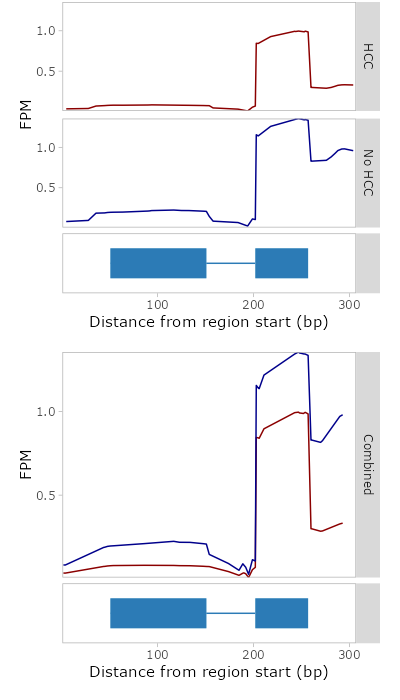 1.0
0.5
HCC
FPM
1.0
0.5
No HCC
100 200 300
Distance from region start (bp)
1.0
0.5
FPM
Combined
100 200 300
Distance from region start (bp)